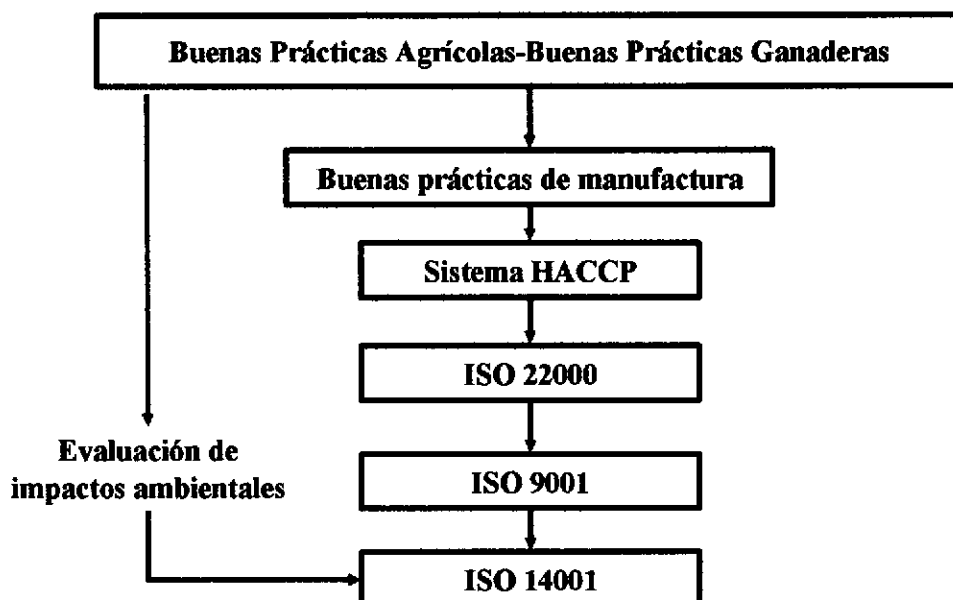 Buenas Prácticas Agrícolas-Buenas Prácticas Ganaderas
Buenas prácticas de manufactura
Sistema HACCP
ISO 22000
Evaluación de
impactos ambientales
ISO 9001
ISO 14001